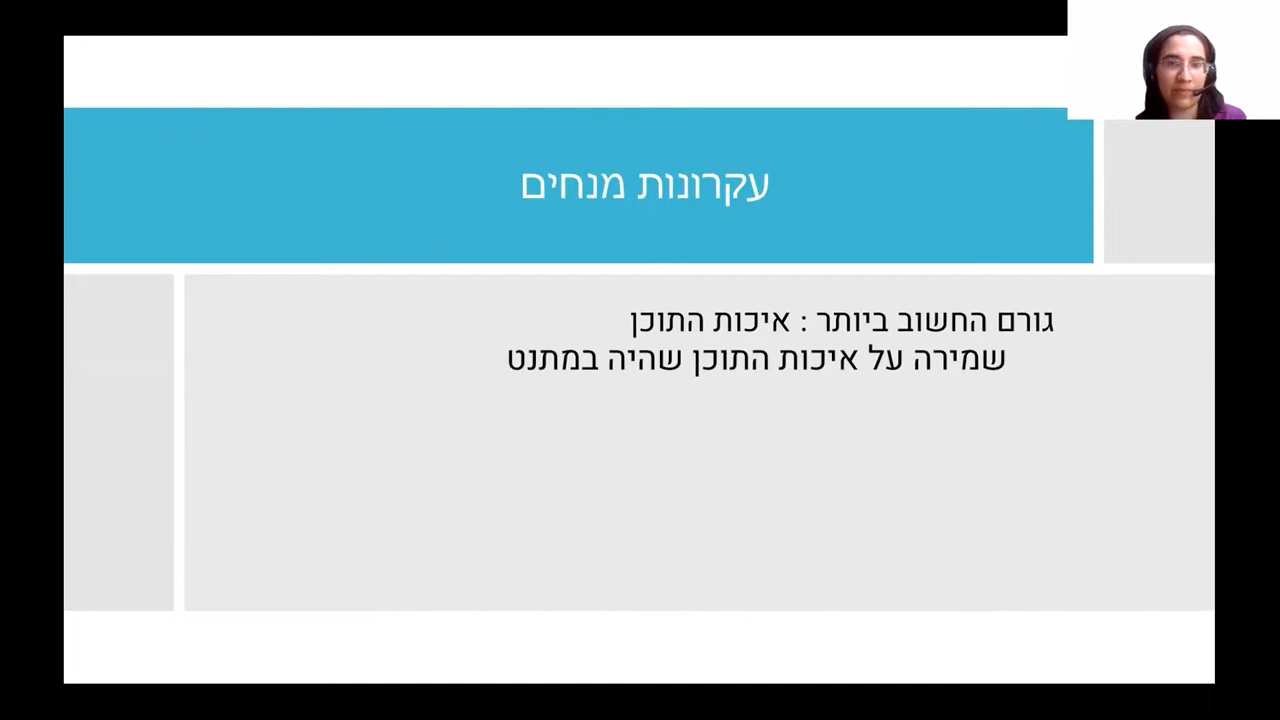 עקרונות מנחים
גורם החשוב ביותר : איכות התוכן
שמירה על איכות התוכן שהיה במתנט